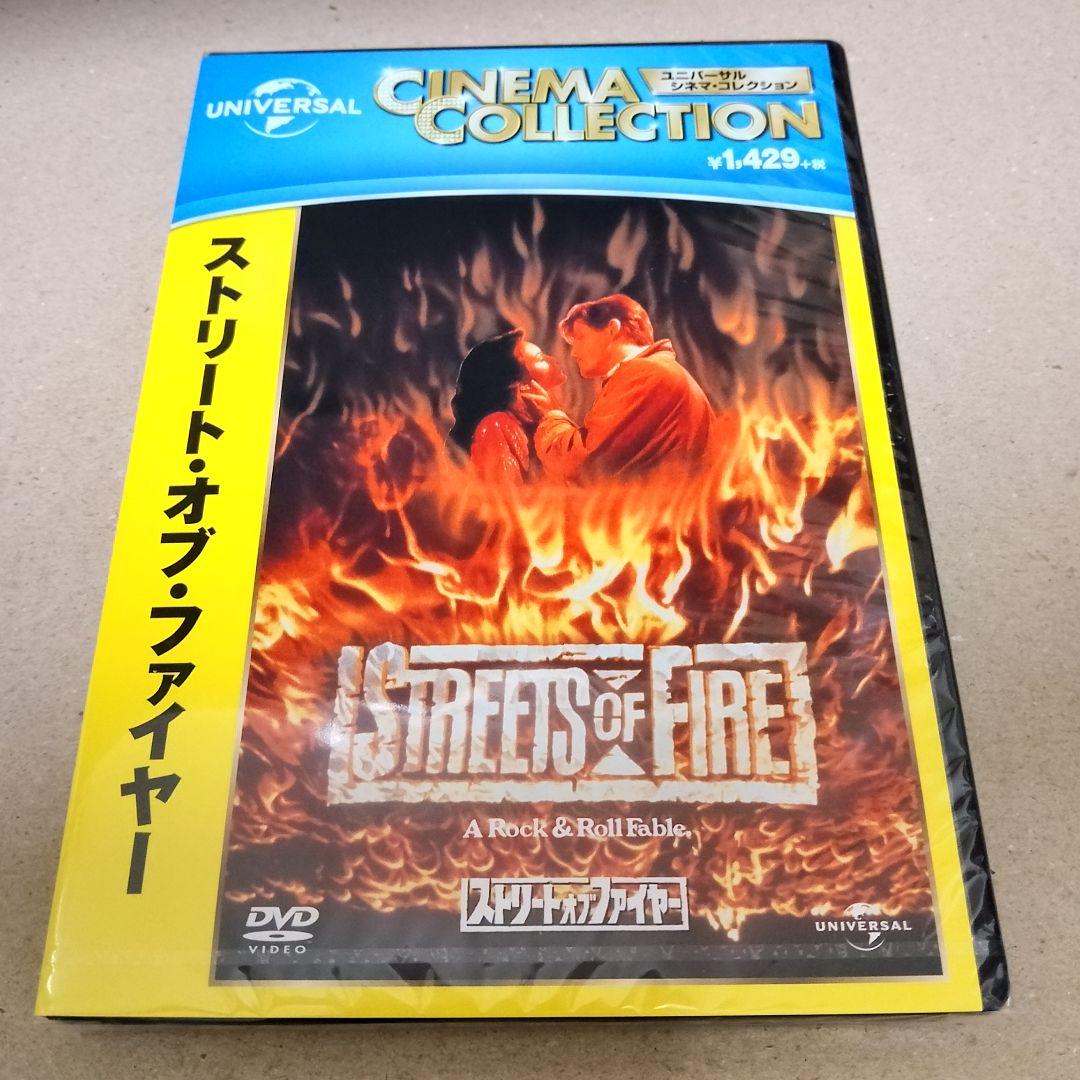 UNIVERSAL
CINEMA
COLLECTION
ユニバーサル
シネマ・コレクション
¥1,429+税
ストリート・オブ・ファイヤー
STREETS OF FIRE
A Rock & Roll Fable.
ストリートオブファイヤー
DVD
VIDEO
UNIVERSAL